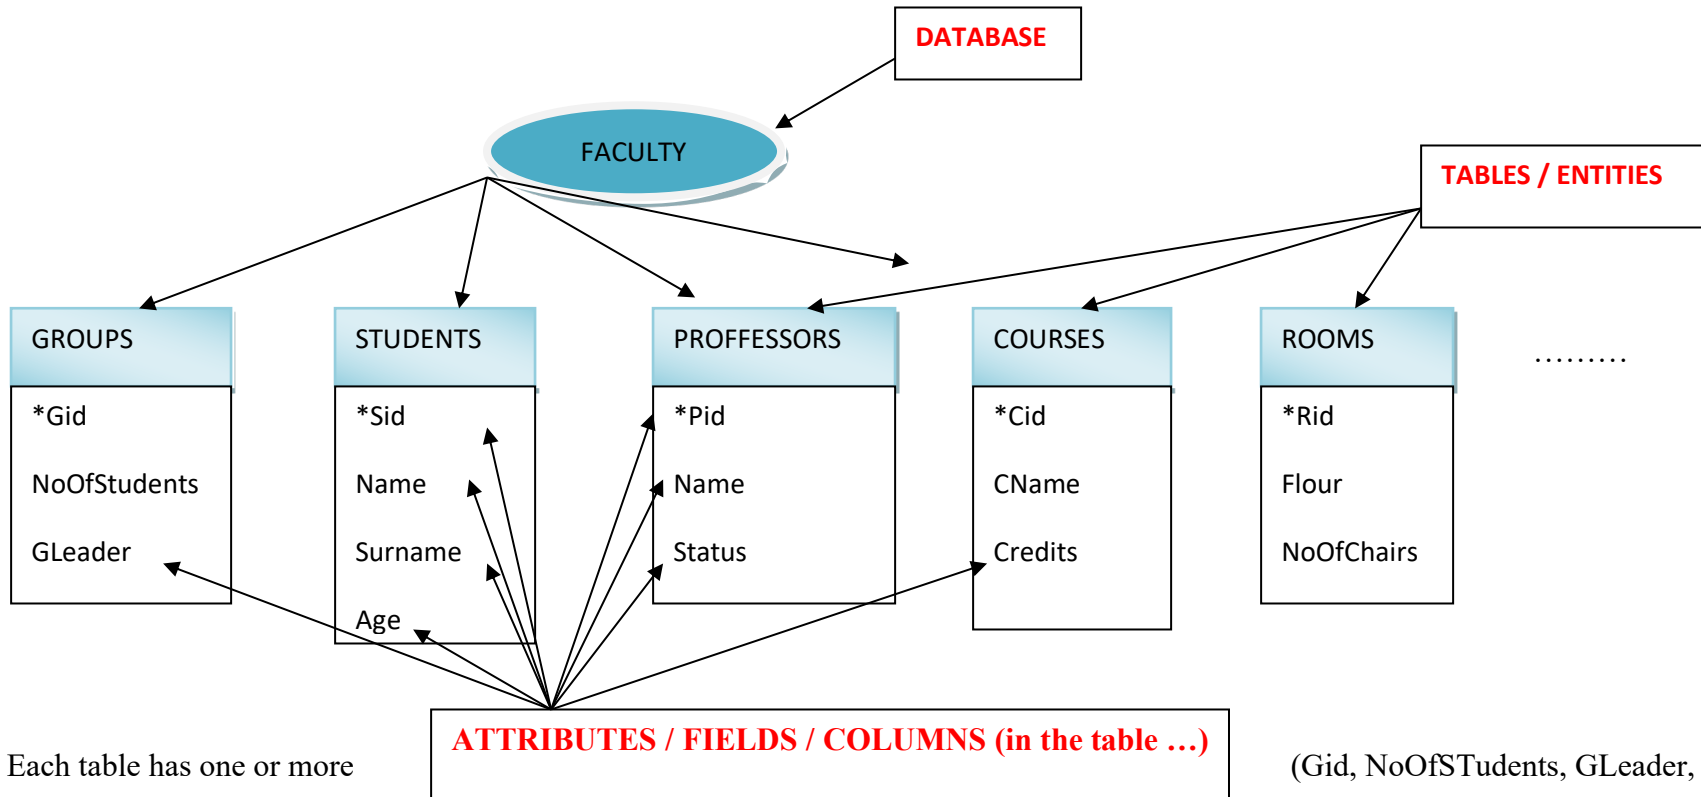 DATABASE
FACULTY
TABLES / ENTITIES
GROUPS
*Gid
NoOfStudents
GLeader
STUDENTS
*Sid
Name
Surname
Age
PROFFESSORS
*Pid
Name
Status
COURSES
*Cid
CName
Credits
ROOMS
*Rid
Flour
NoOfChairs
………
ATTRIBUTES / FIELDS / COLUMNS (in the table …)
Each table has one or more
(Gid, NoOfSTudents, GLeader,